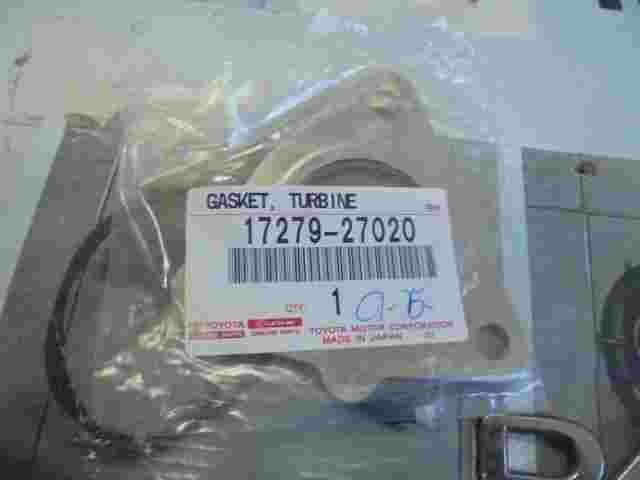 GASKET, TURBINE
17279-27020
QTY 1
TOYOTA
TOYOTA MOTOR CORPORATION
MADE IN JAPAN